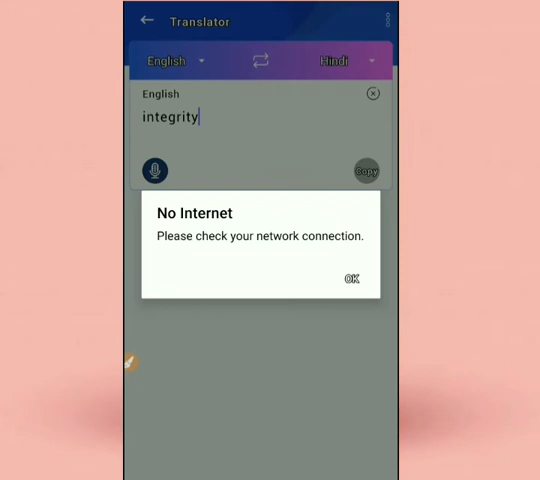 Translator
English
Hindi
English
integrity
Copy
No Internet
Please check your network connection.
OK